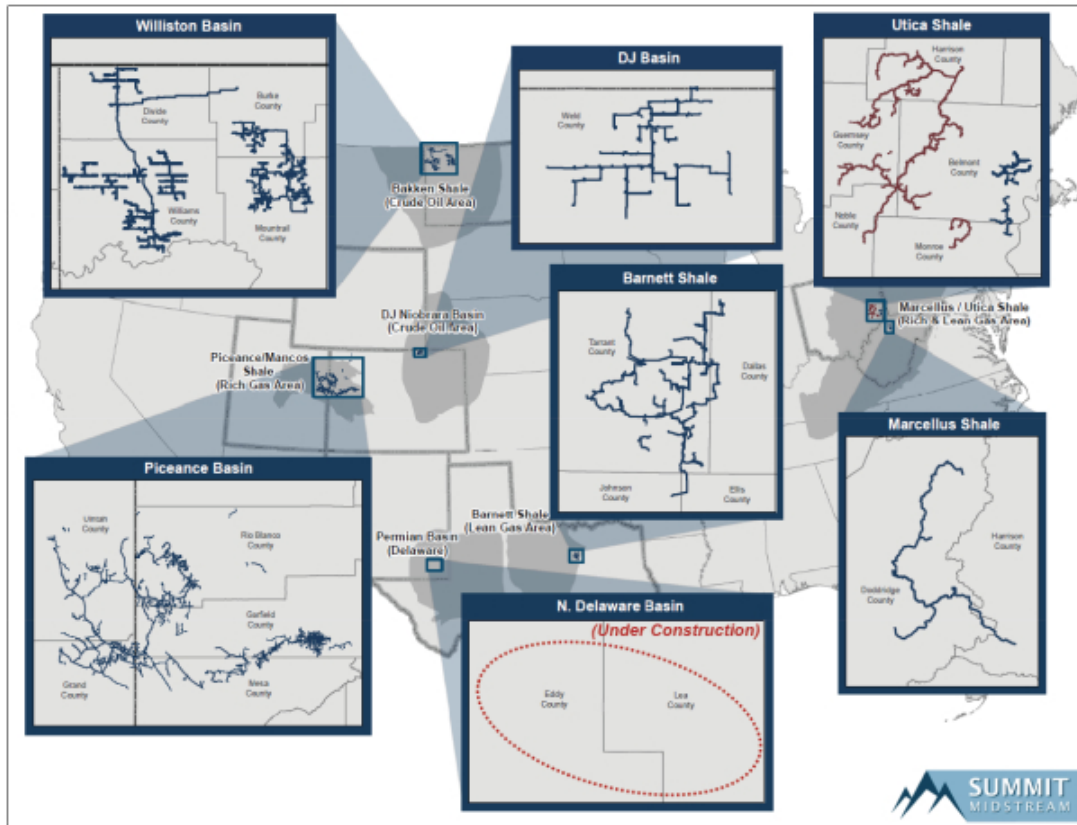 Williston Basin
Divide
County
Burke
County
Williams
County
Mountrail
County
DJ Basin
Weld
County
Utica Shale
Harrison
County
Guernsey
County
Belmont
County
Noble
County
Monroe
County
Bakken Shale
(Crude Oil Area)
DJ Niobrara Basin
(Crude Oil Area)
Piceance/Mancos
Shale
(Rich Gas Area)
Barnett Shale
Tarrant
County
Dallas
County
Johnson
County
Ellis
County
Marcellus / Utica Shale
(Rich & Lean Gas Area)
Marcellus Shale
Harrison
County
Doddridge
County
Piceance Basin
Uintah
County
Rio Blanco
County
Garfield
County
Grand
County
Mesa
County
Permian Basin
(Delaware)
Barnett Shale
(Lean Gas Area)
N. Delaware Basin
(Under Construction)
Eddy
County
Lea
County
SUMMIT
MIDSTREAM